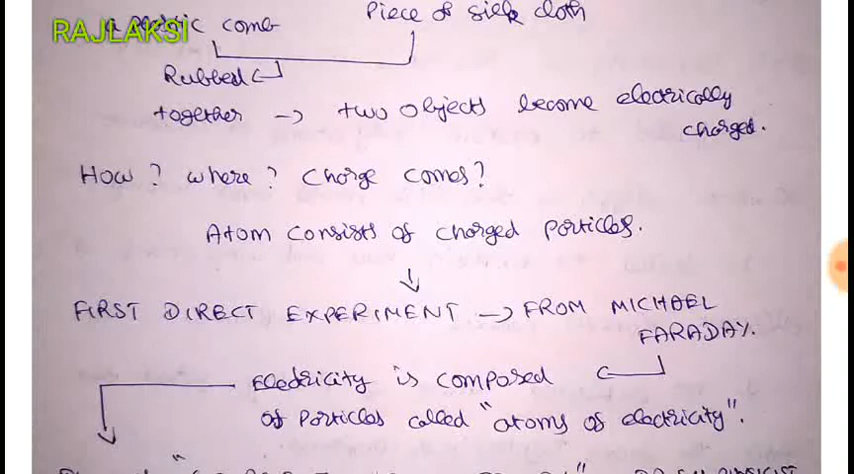 RAJLAKSI
a plastic comb
Piece of silk cloth
Rubbed
together → two objects become electrically
charged.
How? where? charge comes?
Atom consists of charged particles.
FIRST DIRECT EXPERIMENT → FROM MICHAEL
FARADAY.
Electricity is composed
of particles called "atoms of electricity".